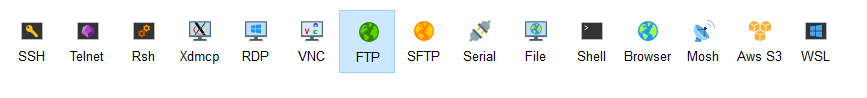 SSH Telnet Rsh Xdmcp RDP VNC FTP SFTP Serial File Shell Browser Mosh Aws S3 WSL